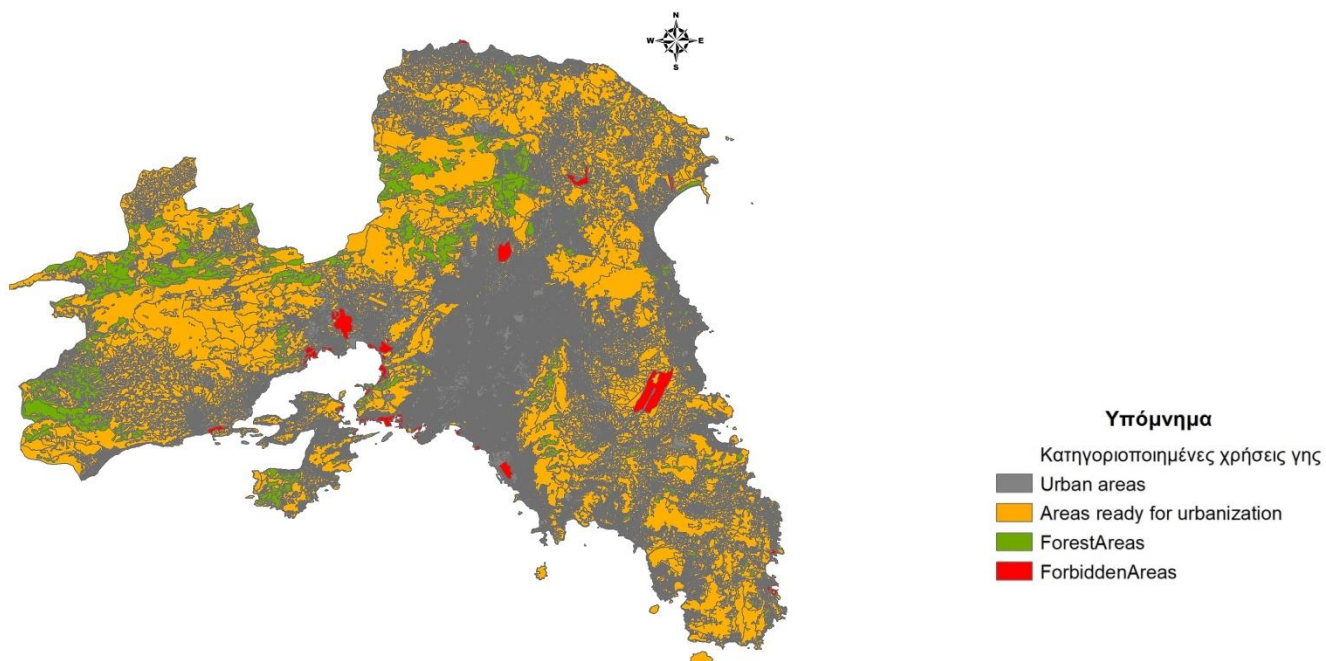 N
W E
S
Υπόμνημα
Κατηγοριοποιημένες χρήσεις γης
Urban areas
Areas ready for urbanization
ForestAreas
ForbiddenAreas